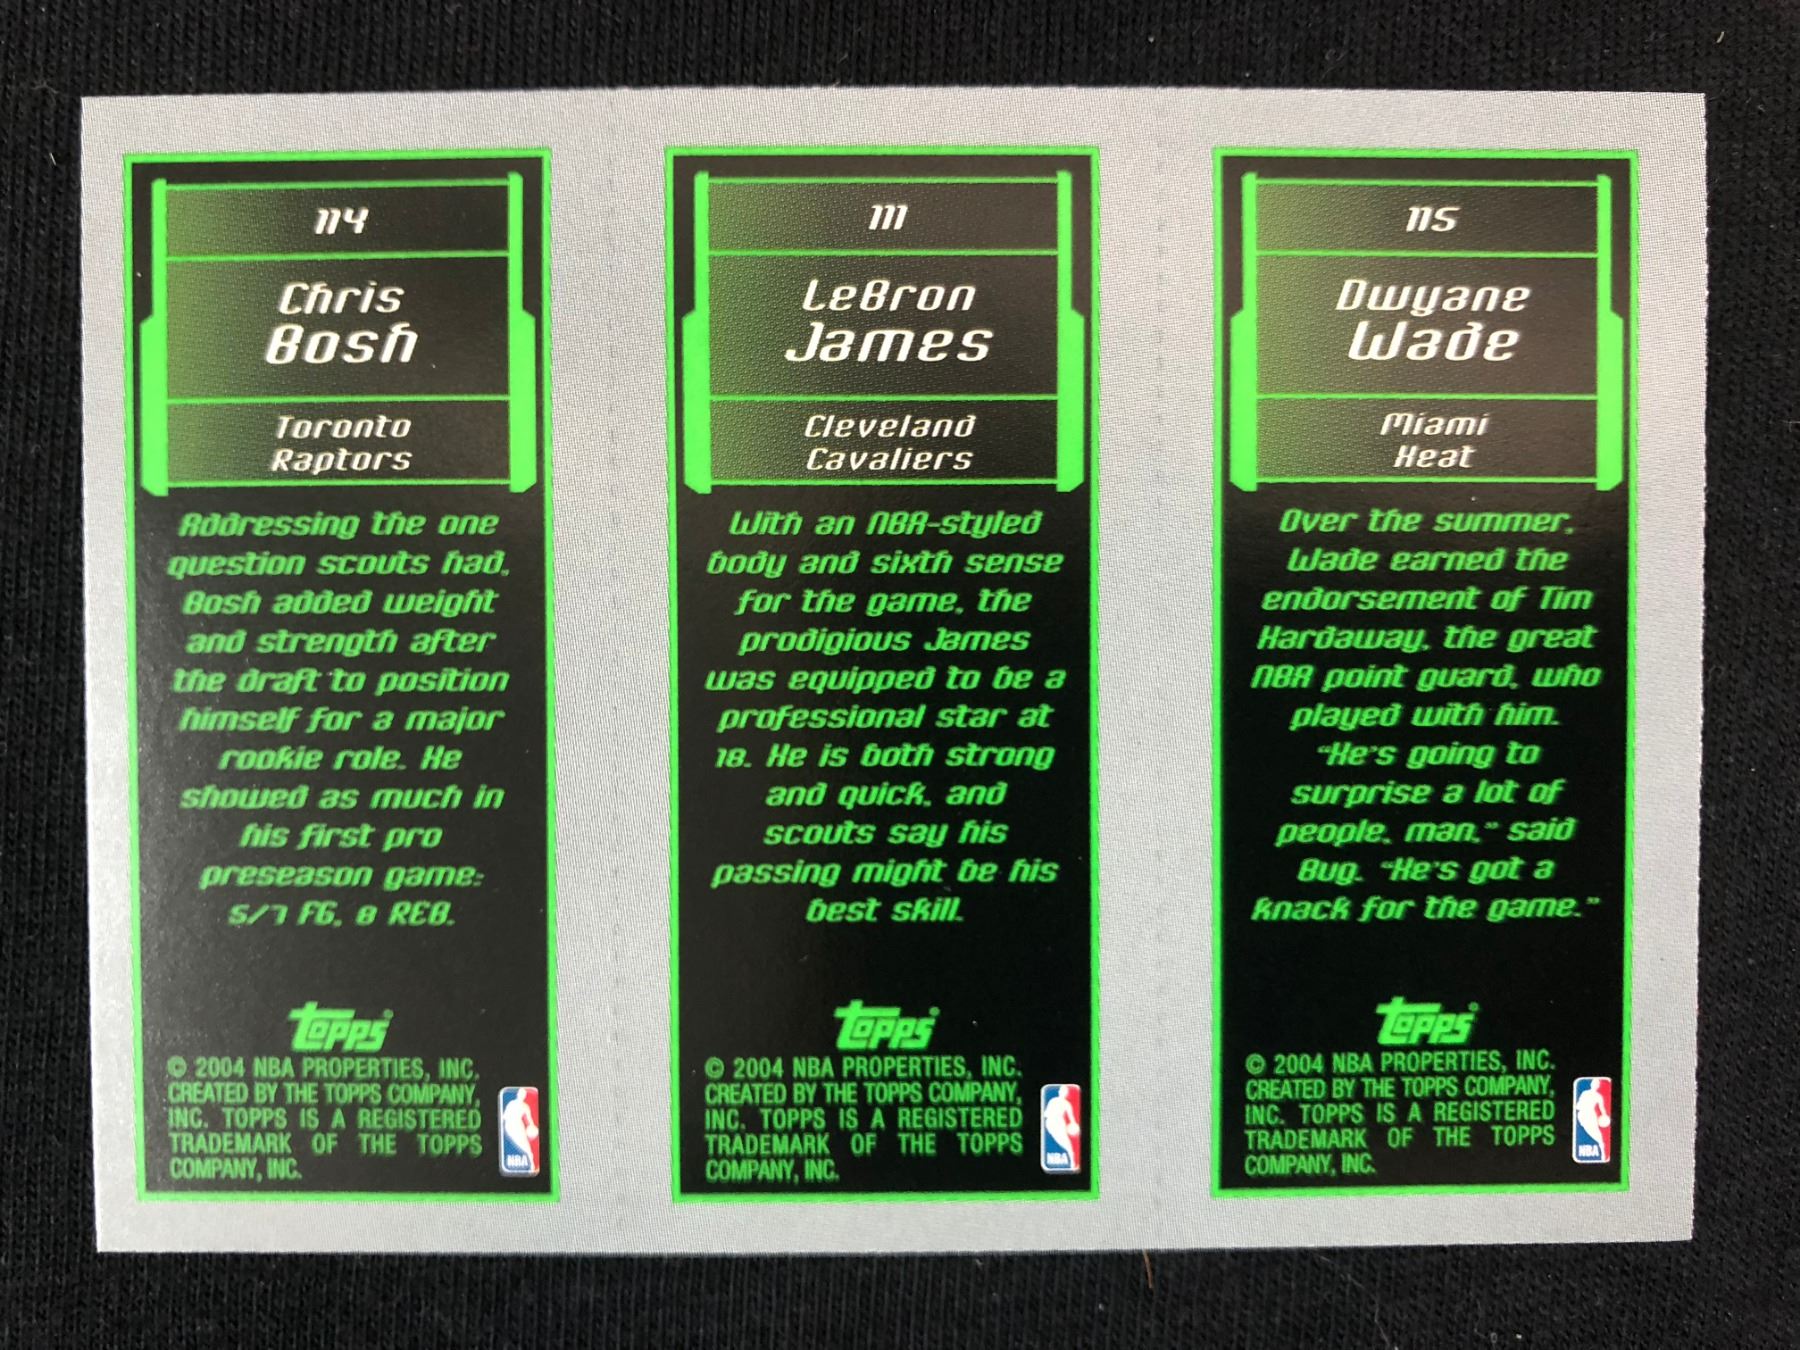 114
Chris
Bosh
Toronto
Raptors
Addressing the one
question scouts had,
Bosh added weight
and strength after
the draft to position
himself for a major
rookie role. He
showed as much in
his first pro
preseason game:
5/7 FG, 8 REB.
topps®
© 2004 NBA PROPERTIES, INC.
CREATED BY THE TOPPS COMPANY,
INC. TOPPS IS A REGISTERED
TRADEMARK OF THE TOPPS
COMPANY, INC.
NBA
111
LeBron
James
Cleveland
Cavaliers
With an NBA-styled
body and sixth sense
for the game, the
prodigious James
was equipped to be a
professional star at
18. He is both strong
and quick, and
scouts say his
passing might be his
best skill.
topps®
© 2004 NBA PROPERTIES, INC.
CREATED BY THE TOPPS COMPANY,
INC. TOPPS IS A REGISTERED
TRADEMARK OF THE TOPPS
COMPANY, INC.
NBA
115
Dwyane
Wade
Miami
Heat
Over the summer,
Wade earned the
endorsement of Tim
Hardaway, the great
NBA point guard, who
played with him.
“He’s going to
surprise a lot of
people, man,” said
Bug. “He’s got a
knack for the game.”
topps®
© 2004 NBA PROPERTIES, INC.
CREATED BY THE TOPPS COMPANY,
INC. TOPPS IS A REGISTERED
TRADEMARK OF THE TOPPS
COMPANY, INC.
NBA